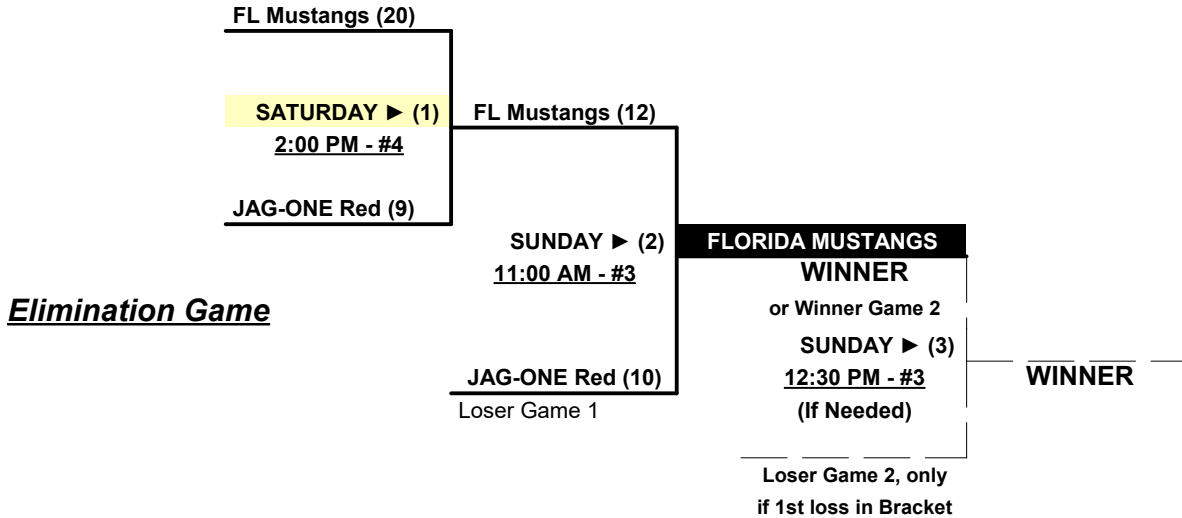 FL Mustangs (20)
SATURDAY ► (1)
FL Mustangs (12)
2:00 PM - #4
JAG-ONE Red (9)
SUNDAY ► (2)
FLORIDA MUSTANGS
11:00 AM - #3
WINNER
Elimination Game
or Winner Game 2
SUNDAY ► (3)
JAG-ONE Red (10)
12:30 PM - #3
WINNER
Loser Game 1
(If Needed)
Loser Game 2, only
if 1st loss in Bracket